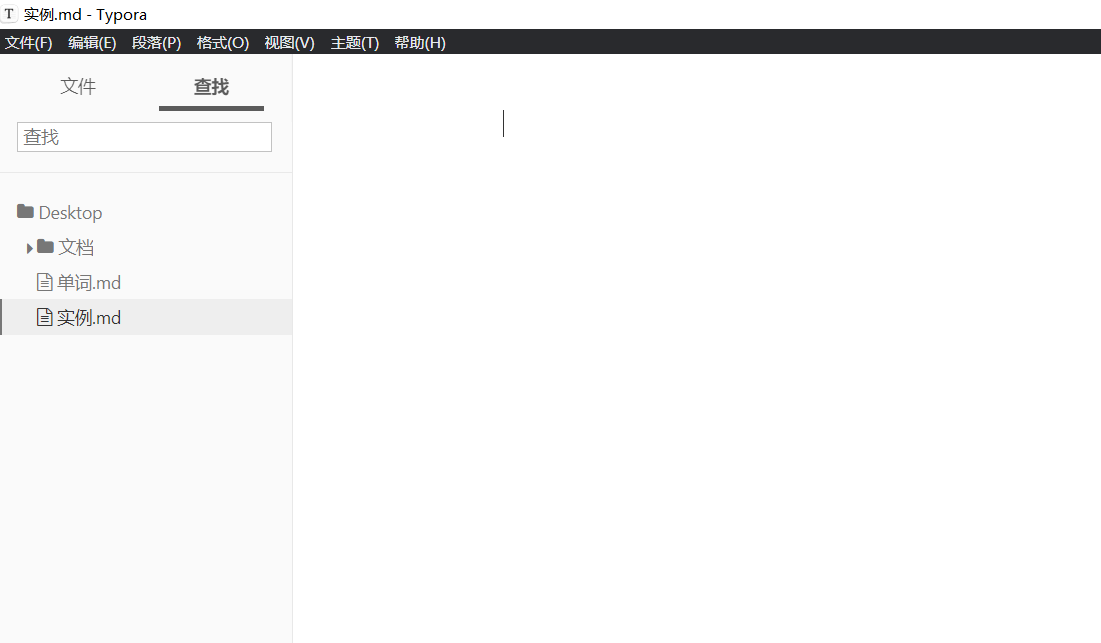 T 实例.md - Typora
文件(F) 编辑(E) 段落(P) 格式(O) 视图(V) 主题(T) 帮助(H)
文件 查找
查找
Desktop
文档
单词.md
实例.md